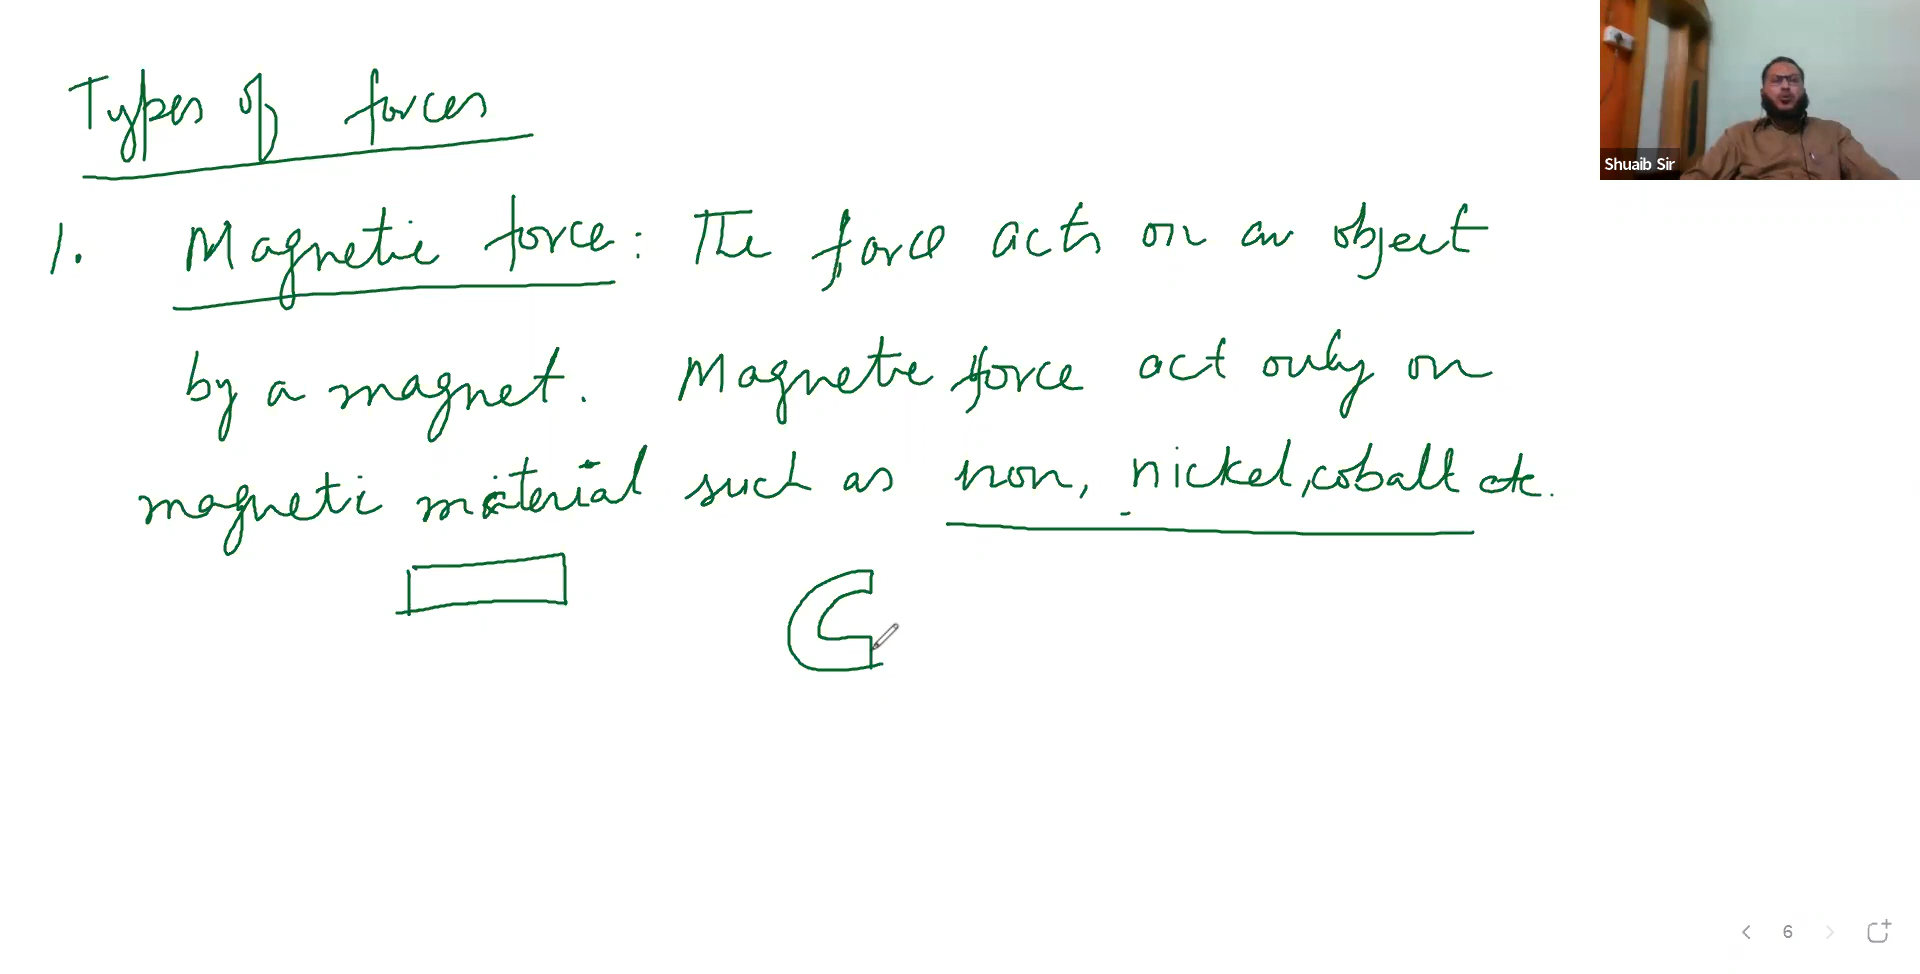 Types of forces
Shuaib Sir
1. Magnetic force: The force acts on an object
by a magnet. Magnetic force act only on
magnetic material such as iron, nickel, cobalt etc.
6